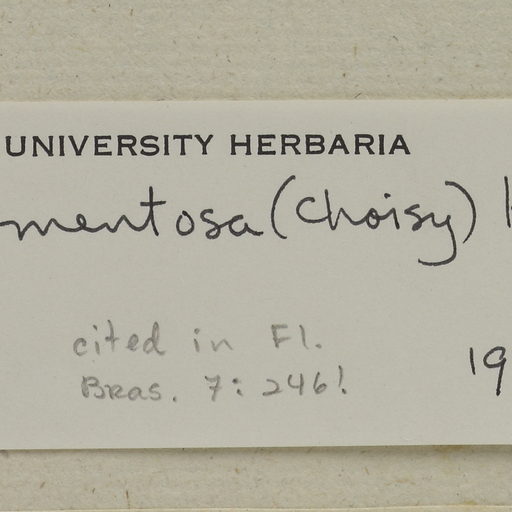 UNIVERSITY HERBARIA
mentosa (Choisy)
cited in Fl.
Bras. 7: 246!
19